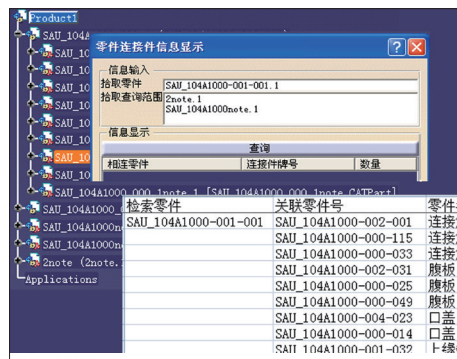 Product1
SAU_104A
SAU_10
SAU_10
SAU_10
SAU_10
SAU_10
SAU_10
SAU_10
SAU_10
SAU_10
SAU_104A1000_000_1note.1 [SAU_104A1000_000_1note.CATPart]
SAU_104A1000_0
SAU_104A1000no
SAU_104A1000no
2note (2note.
Applications
零件连接件信息显示
信息输入
拾取零件 SAU_104A1000-001-001.1
拾取查询范围 2note.1
SAU_104A1000note.1
信息显示
查询
相连零件 连接件牌号 数量
检索零件 关联零件号 零件
SAU_104A1000-001-001 SAU_104A1000-002-001 连接
SAU_104A1000-000-115 连接
SAU_104A1000-000-033 连接
SAU_104A1000-002-031 腹板
SAU_104A1000-000-025 腹板
SAU_104A1000-000-049 腹板
SAU_104A1000-004-023 口盖
SAU_104A1000-000-014 口盖
SAU_104A1000-001-032 上缘